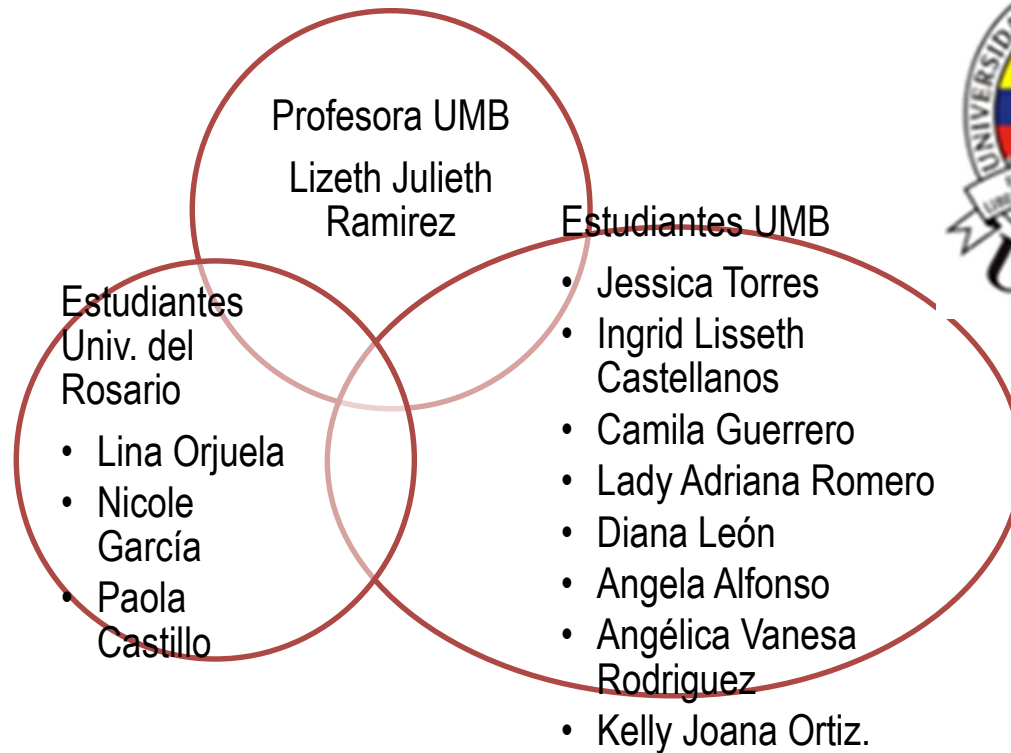 Profesora UMB
Lizeth Julieth
Ramirez
Estudiantes
Univ. del
Rosario
• Lina Orjuela
• Nicole
García
• Paola
Castillo
Estudiantes UMB
• Jessica Torres
• Ingrid Lisseth
Castellanos
• Camila Guerrero
• Lady Adriana Romero
• Diana León
• Angela Alfonso
• Angélica Vanesa
Rodriguez
• Kelly Joana Ortiz.